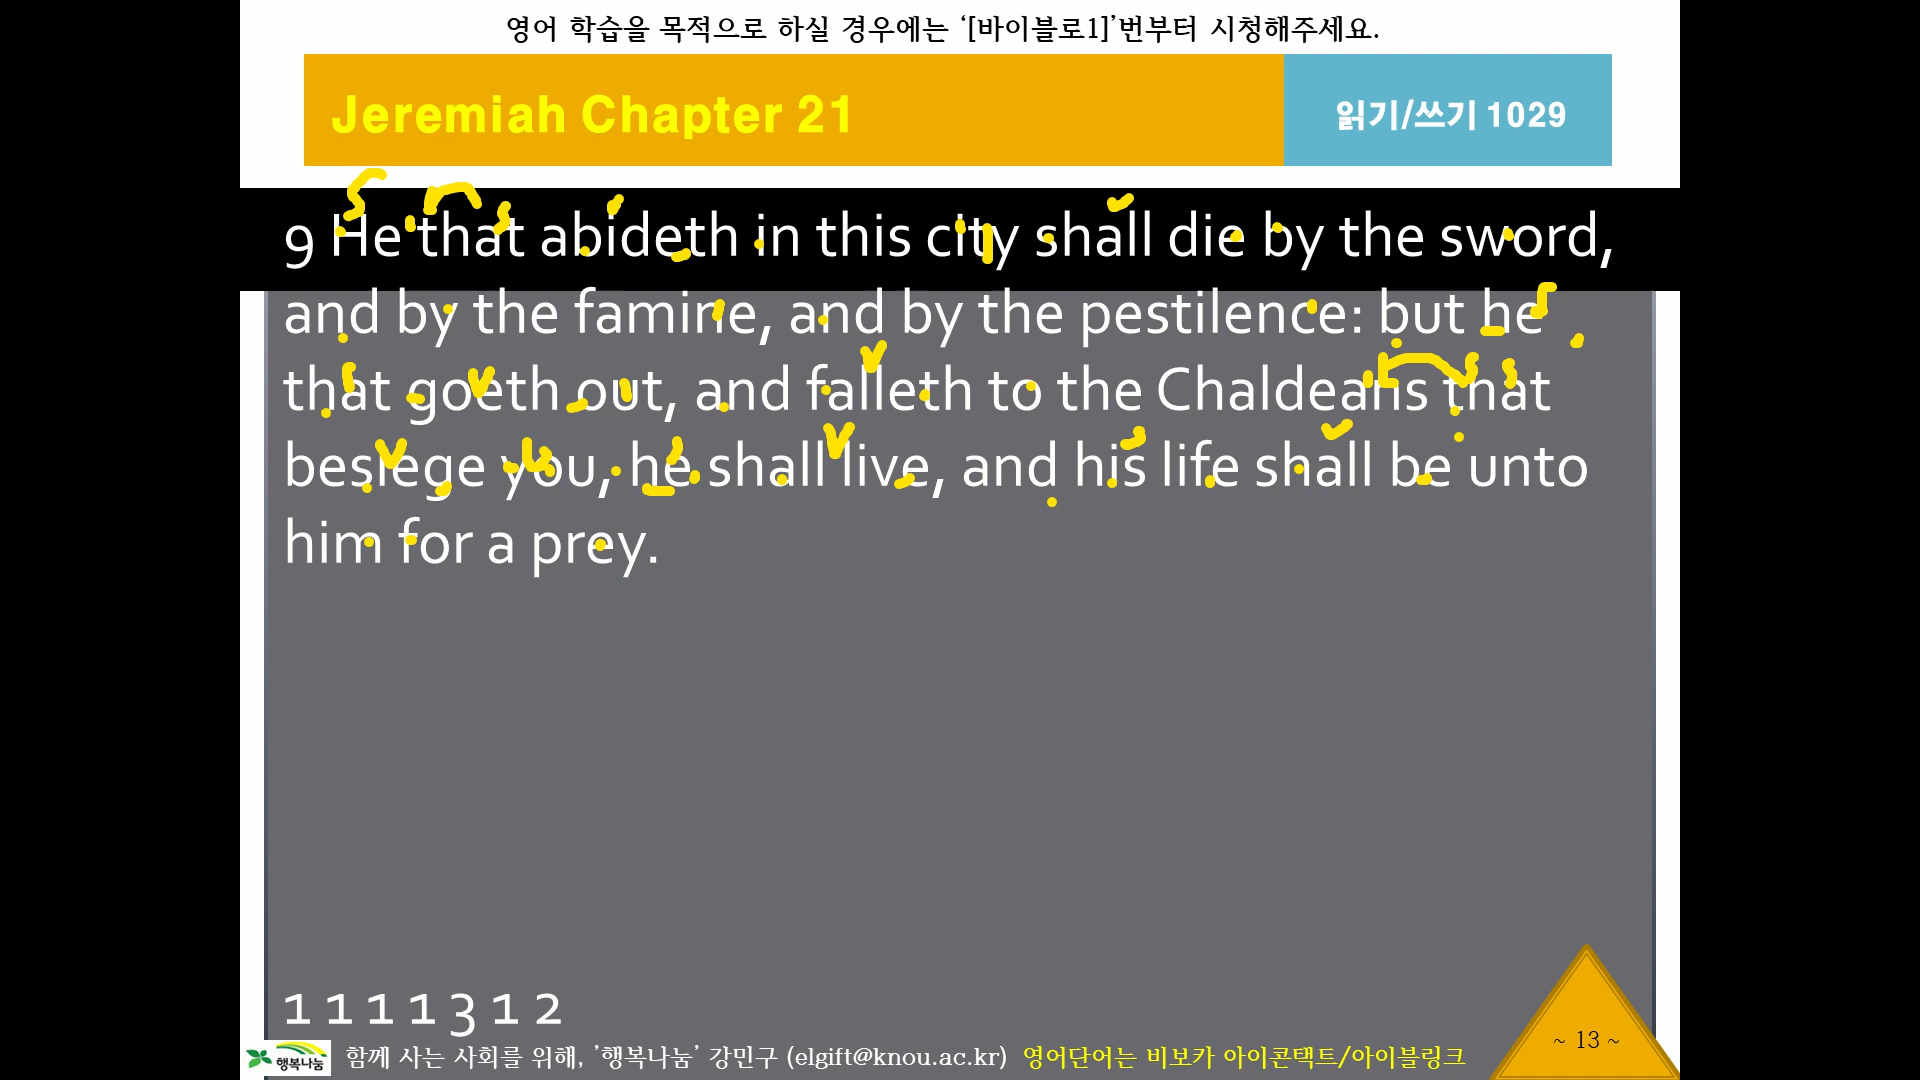 영어 학습을 목적으로 하실 경우에는 ‘[바이블로1]’번부터 시청해주세요.
Jeremiah Chapter 21
읽기/쓰기 1029
9 He that abideth in this city shall die by the sword,
and by the famine, and by the pestilence: but he
that goeth out, and falleth to the Chaldeans that
besiege you, he shall live, and his life shall be unto
him for a prey.
1 1 1 1 3 1 2
~ 13 ~
행복나눔 함께 사는 사회를 위해, ’행복나눔’ 강민구 (elgift@knou.ac.kr) 영어단어는 비보카 아이콘택트/아이블링크